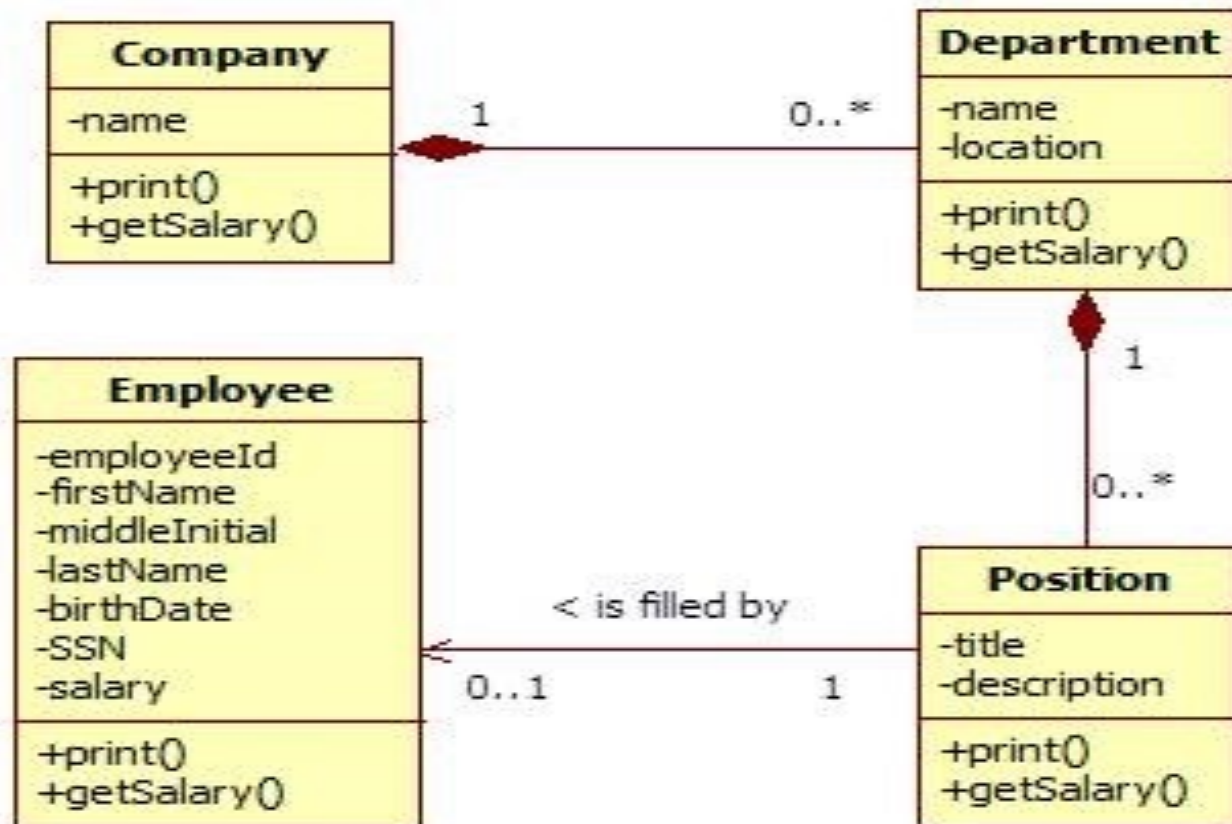 Company
-name
+print()
+getSalary()
1
0..*
Department
-name
-location
+print()
+getSalary()
1
0..*
Employee
-employeeId
-firstName
-middleInitial
-lastName
-birthDate
-SSN
-salary
+print()
+getSalary()
< is filled by
0..1
1
Position
-title
-description
+print()
+getSalary()